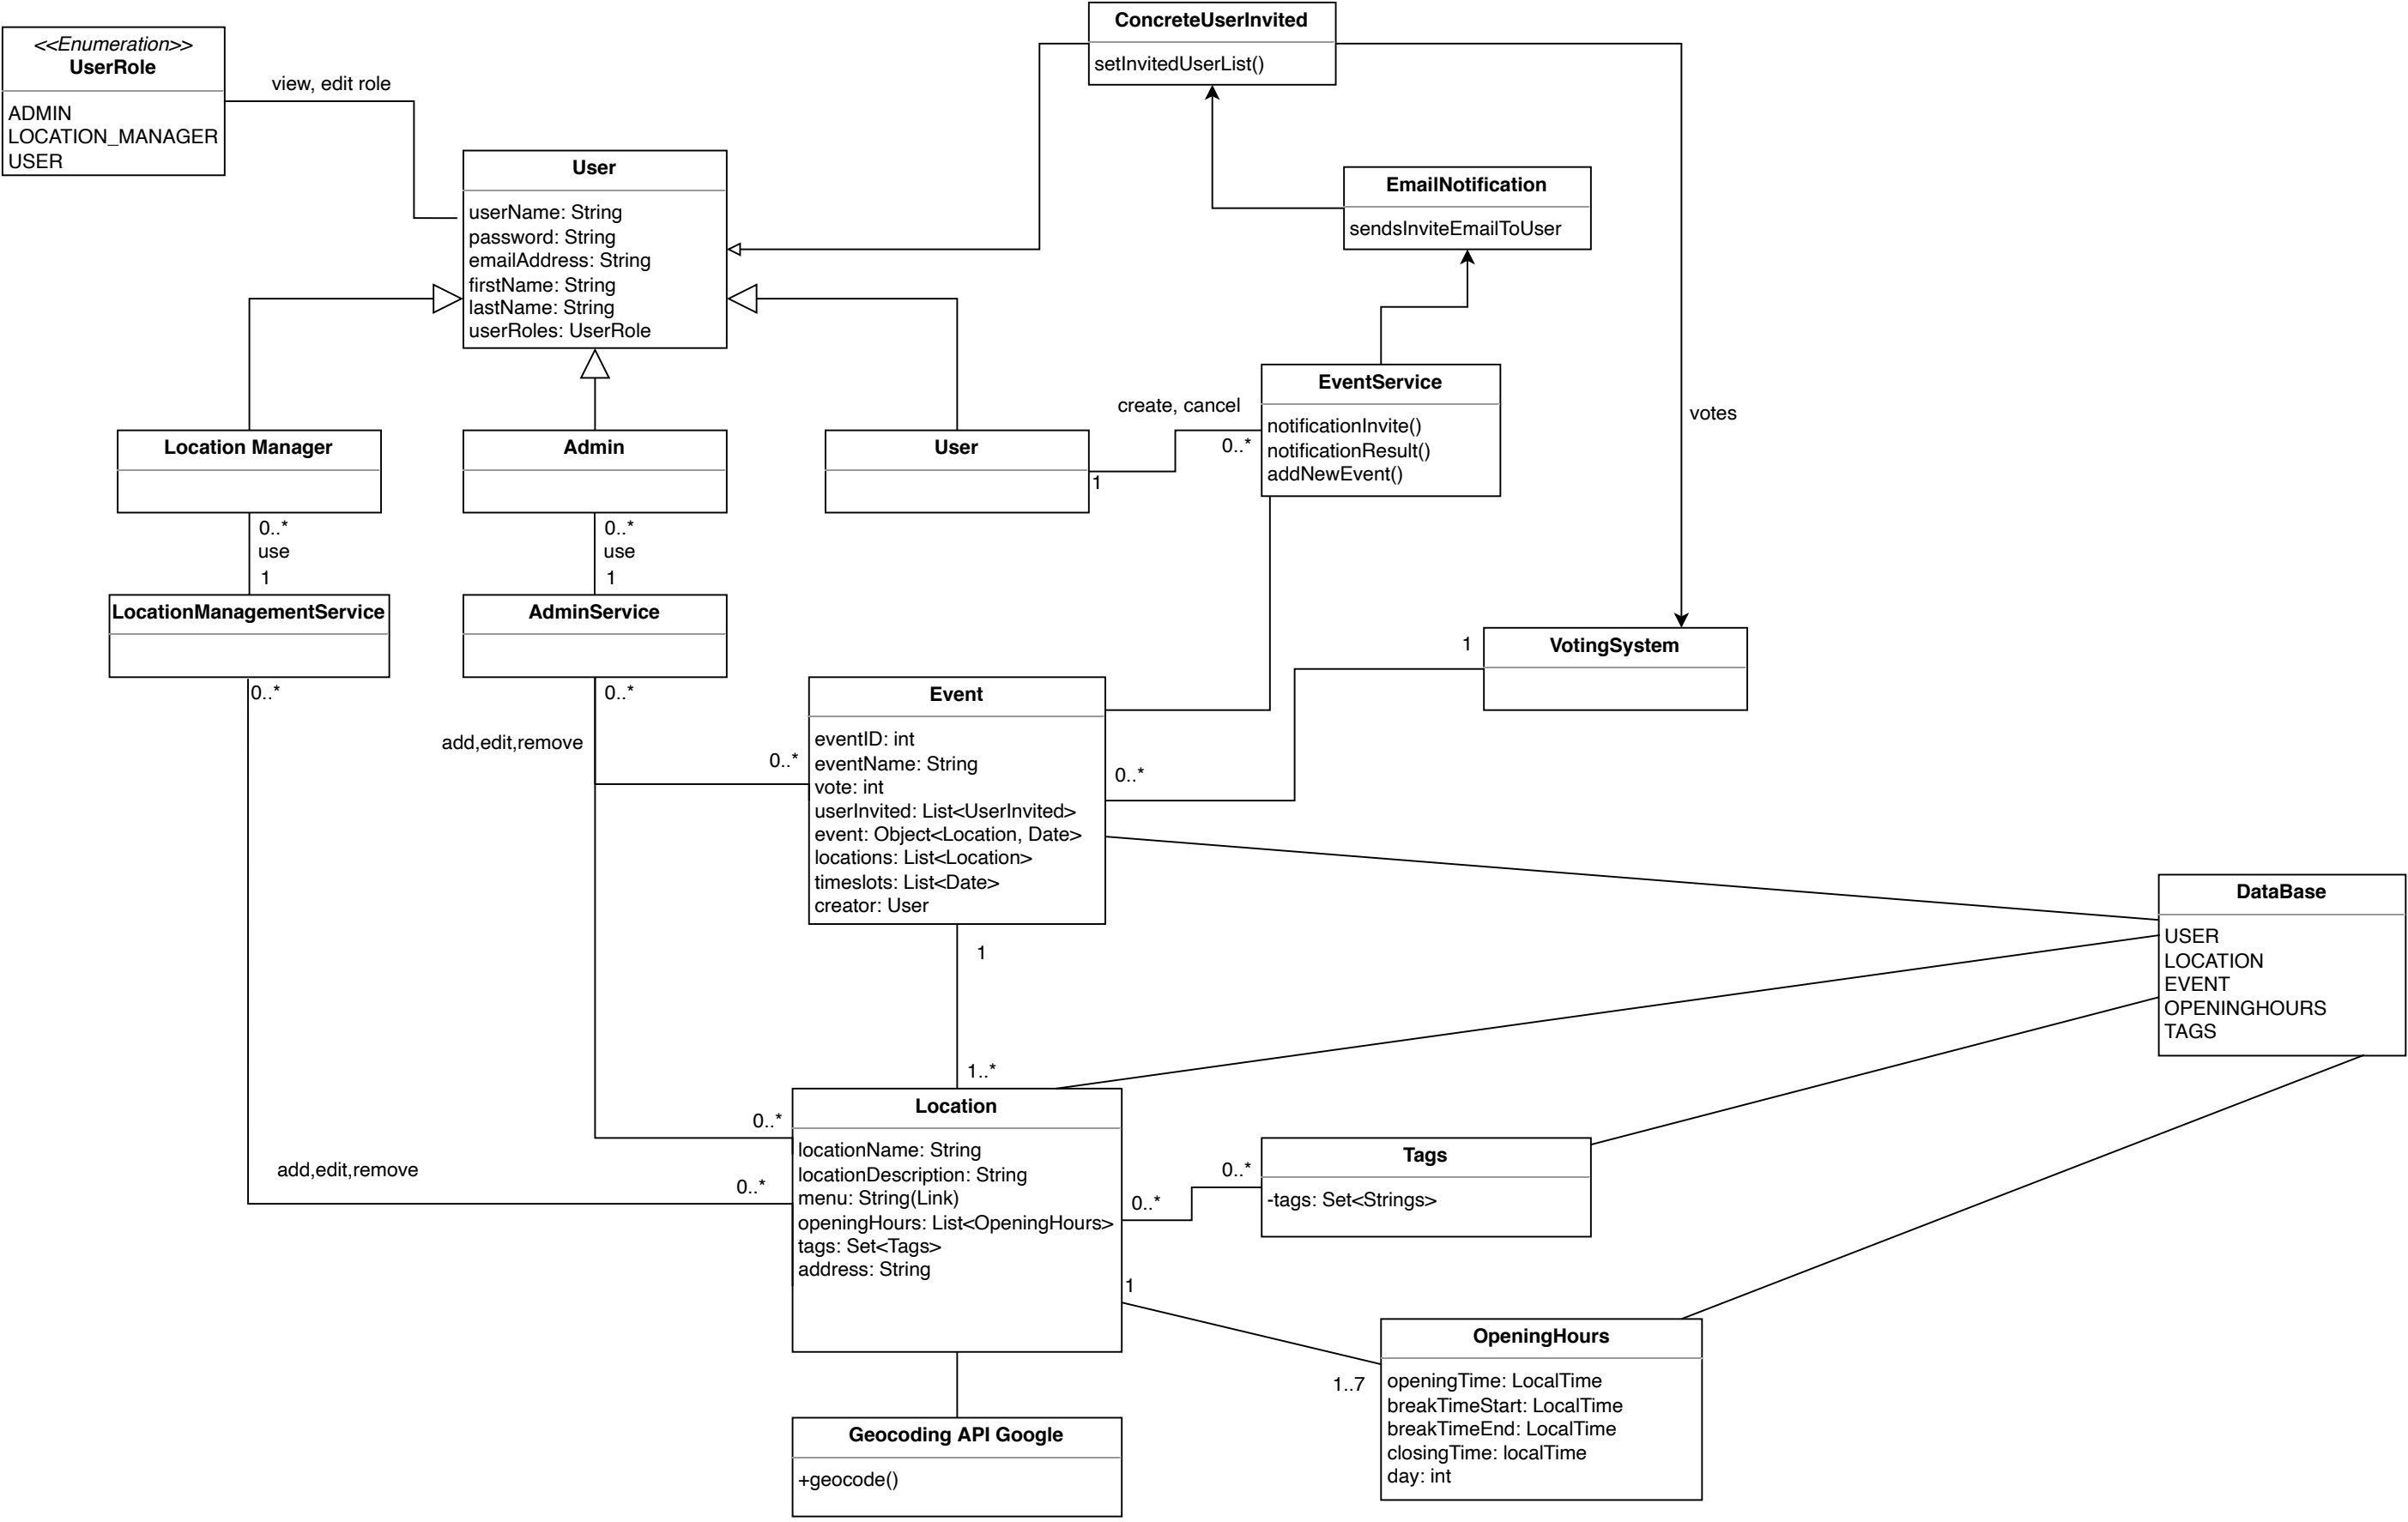 ConcreteUserInvited
setInvitedUserList()
<<Enumeration>>
UserRole
ADMIN
LOCATION_MANAGER
USER
view, edit role
User
userName: String
password: String
emailAddress: String
firstName: String
lastName: String
userRoles: UserRole
EmailNotification
sendsInviteEmailToUser
EventService
notificationInvite()
notificationResult()
addNewEvent()
create, cancel
0..*
1
votes
Location Manager
Admin
User
0..*
use
1
0..*
use
1
LocationManagementService
AdminService
0..*
0..*
VotingSystem
1
add,edit,remove
0..*
Event
eventID: int
eventName: String
vote: int
userInvited: List<UserInvited>
event: Object<Location, Date>
locations: List<Location>
timeslots: List<Date>
creator: User
0..*
DataBase
USER
LOCATION
EVENT
OPENINGHOURS
TAGS
1
1..*
0..*
add,edit,remove
0..*
Location
locationName: String
locationDescription: String
menu: String(Link)
openingHours: List<OpeningHours>
tags: Set<Tags>
address: String
0..*
0..*
Tags
-tags: Set<Strings>
1
1..7
OpeningHours
openingTime: LocalTime
breakTimeStart: LocalTime
breakTimeEnd: LocalTime
closingTime: localTime
day: int
Geocoding API Google
+geocode()